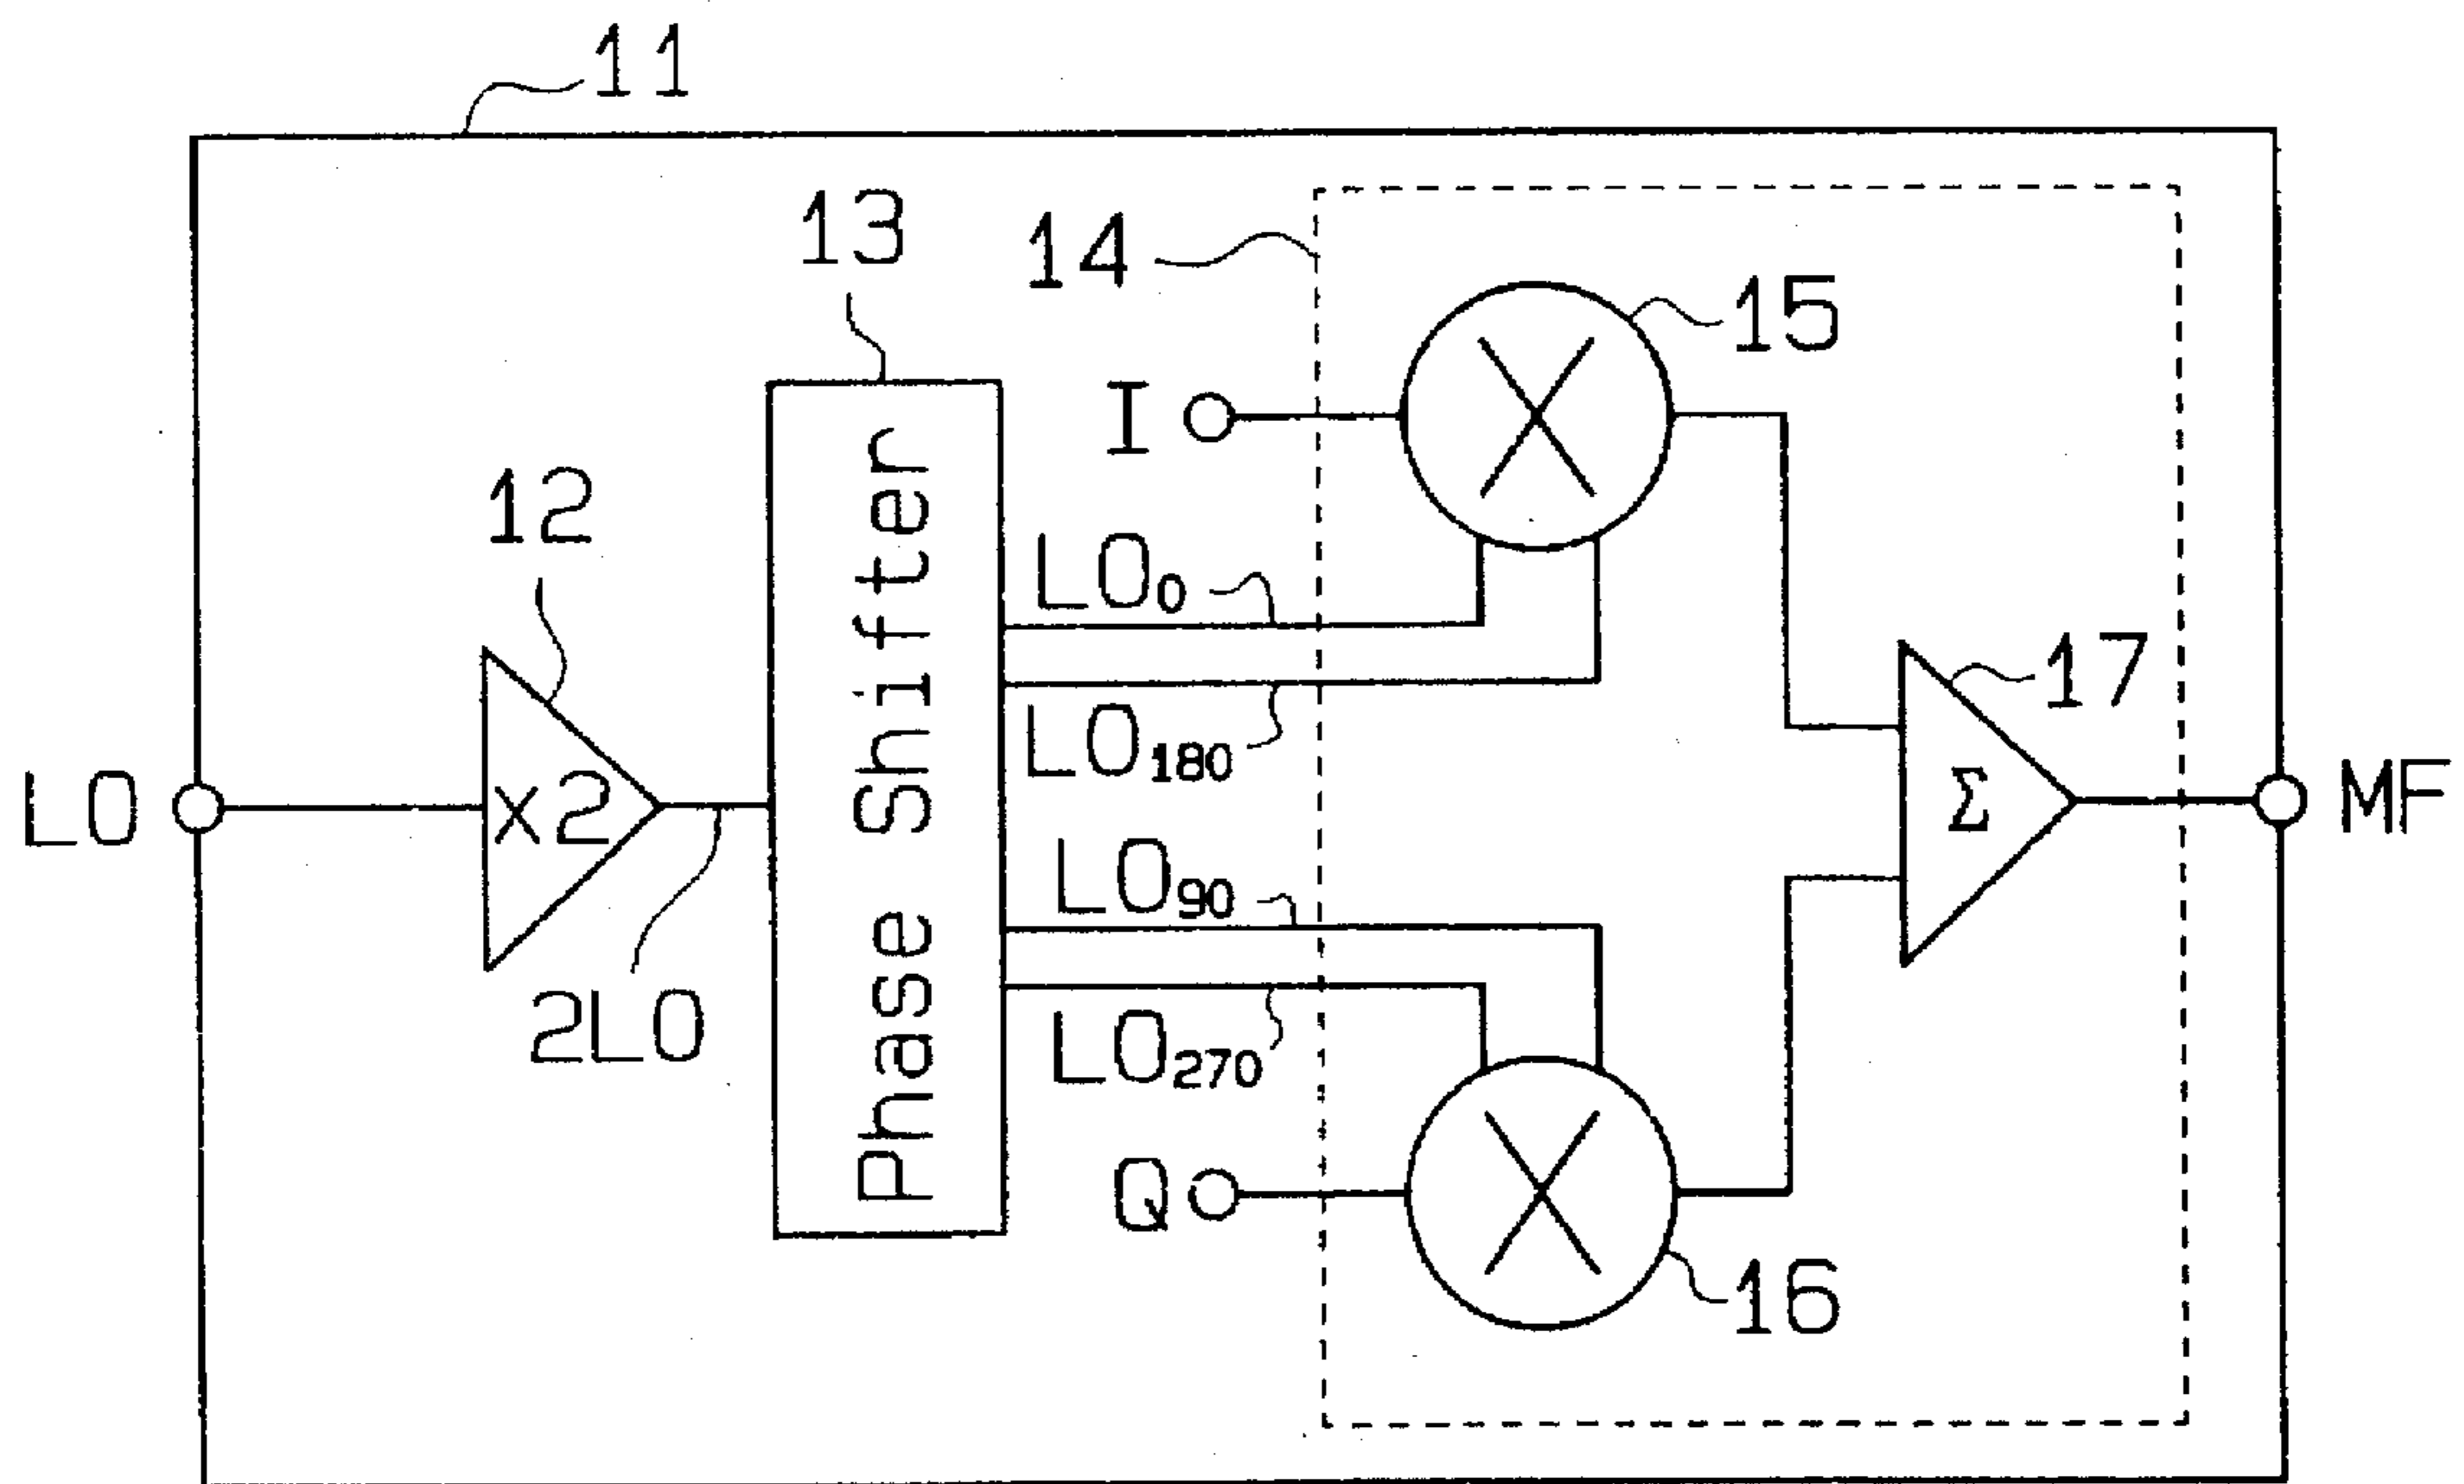 11
13
14
15
I
12
LO₀
17
LO₁₈₀
LO
x2
Phase Shifter
Σ
MF
LO₉₀
2LO
LO₂₇₀
Q
16